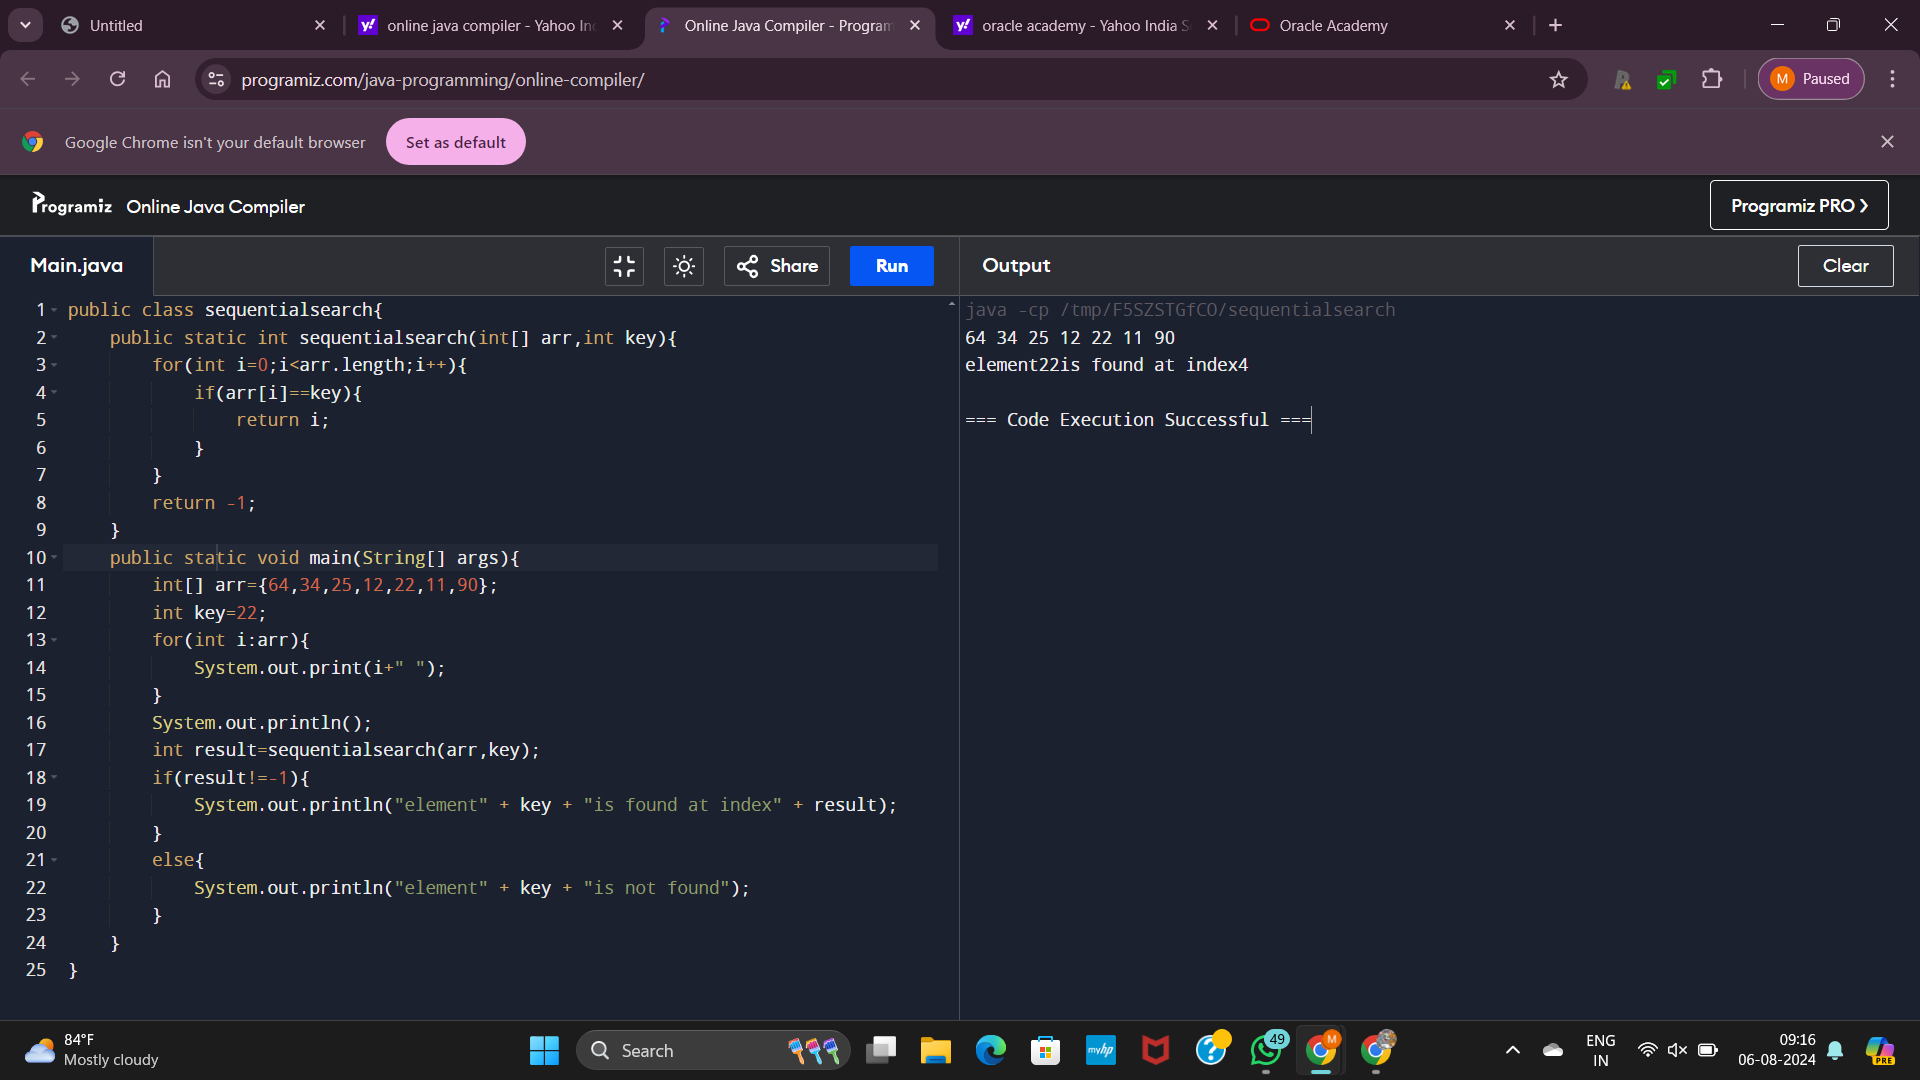 Untitled
online java compiler - Yahoo In
Online Java Compiler - Program
oracle academy - Yahoo India S
Oracle Academy
programiz.com/java-programming/online-compiler/
M Paused
Google Chrome isn't your default browser
Set as default
Programiz Online Java Compiler
Programiz PRO >
Main.java
Share
Run
Output
Clear
1 public class sequentialsearch{
2 public static int sequentialsearch(int[] arr,int key){
3 for(int i=0;i<arr.length;i++){
4 if(arr[i]==key){
5 return i;
6 }
7 }
8 return -1;
9 }
10 public static void main(String[] args){
11 int[] arr={64,34,25,12,22,11,90};
12 int key=22;
13 for(int i:arr){
14 System.out.print(i+" ");
15 }
16 System.out.println();
17 int result=sequentialsearch(arr,key);
18 if(result!=-1){
19 System.out.println("element" + key + "is found at index" + result);
20 }
21 else{
22 System.out.println("element" + key + "is not found");
23 }
24 }
25 }
java -cp /tmp/F5SZSTGfCO/sequentialsearch
64 34 25 12 22 11 90
element22is found at index4
=== Code Execution Successful ===
84°F
Mostly cloudy
Search
myhp
49
M
ENG
IN
09:16
06-08-2024
PRE